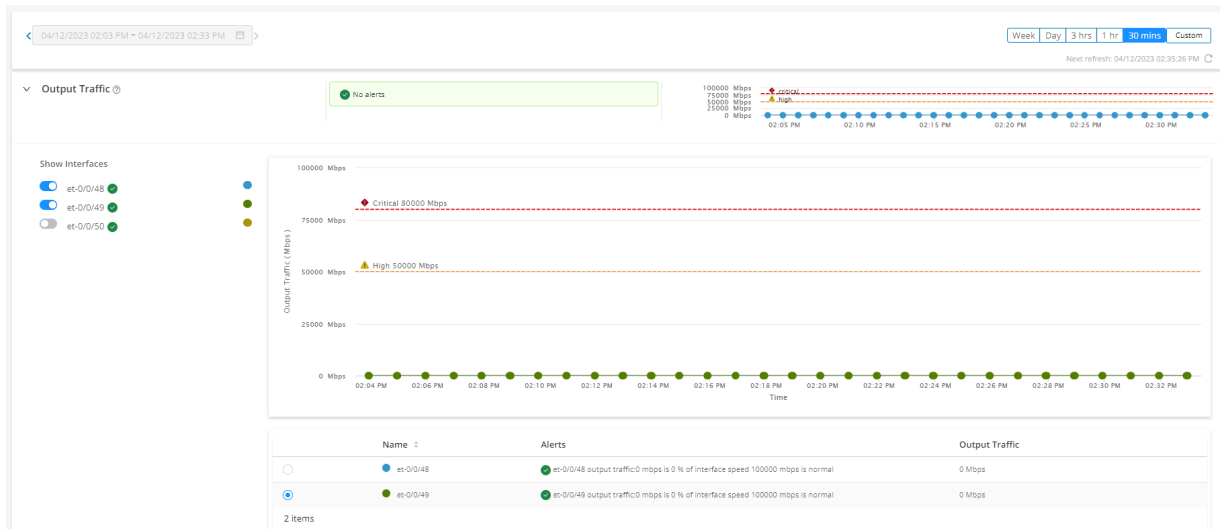 04/12/2023 02:03 PM ~ 04/12/2023 02:33 PM
Week Day 3 hrs 1 hr 30 mins Custom
Next refresh: 04/12/2023 02:35:26 PM
Output Traffic
No alerts
100000 Mbps
75000 Mbps
50000 Mbps
25000 Mbps
0 Mbps
critical
high
02:05 PM 02:10 PM 02:15 PM 02:20 PM 02:25 PM 02:30 PM
Show Interfaces
et-0/0/48
et-0/0/49
et-0/0/50
Output Traffic (Mbps)
100000 Mbps
Critical 80000 Mbps
75000 Mbps
High 50000 Mbps
50000 Mbps
25000 Mbps
0 Mbps
02:04 PM 02:06 PM 02:08 PM 02:10 PM 02:12 PM 02:14 PM 02:16 PM 02:18 PM 02:20 PM 02:22 PM 02:24 PM 02:26 PM 02:28 PM 02:30 PM 02:32 PM
Time
Name Alerts Output Traffic
et-0/0/48 et-0/0/48 output traffic:0 mbps is 0 % of interface speed 100000 mbps is normal 0 Mbps
et-0/0/49 et-0/0/49 output traffic:0 mbps is 0 % of interface speed 100000 mbps is normal 0 Mbps
2 items